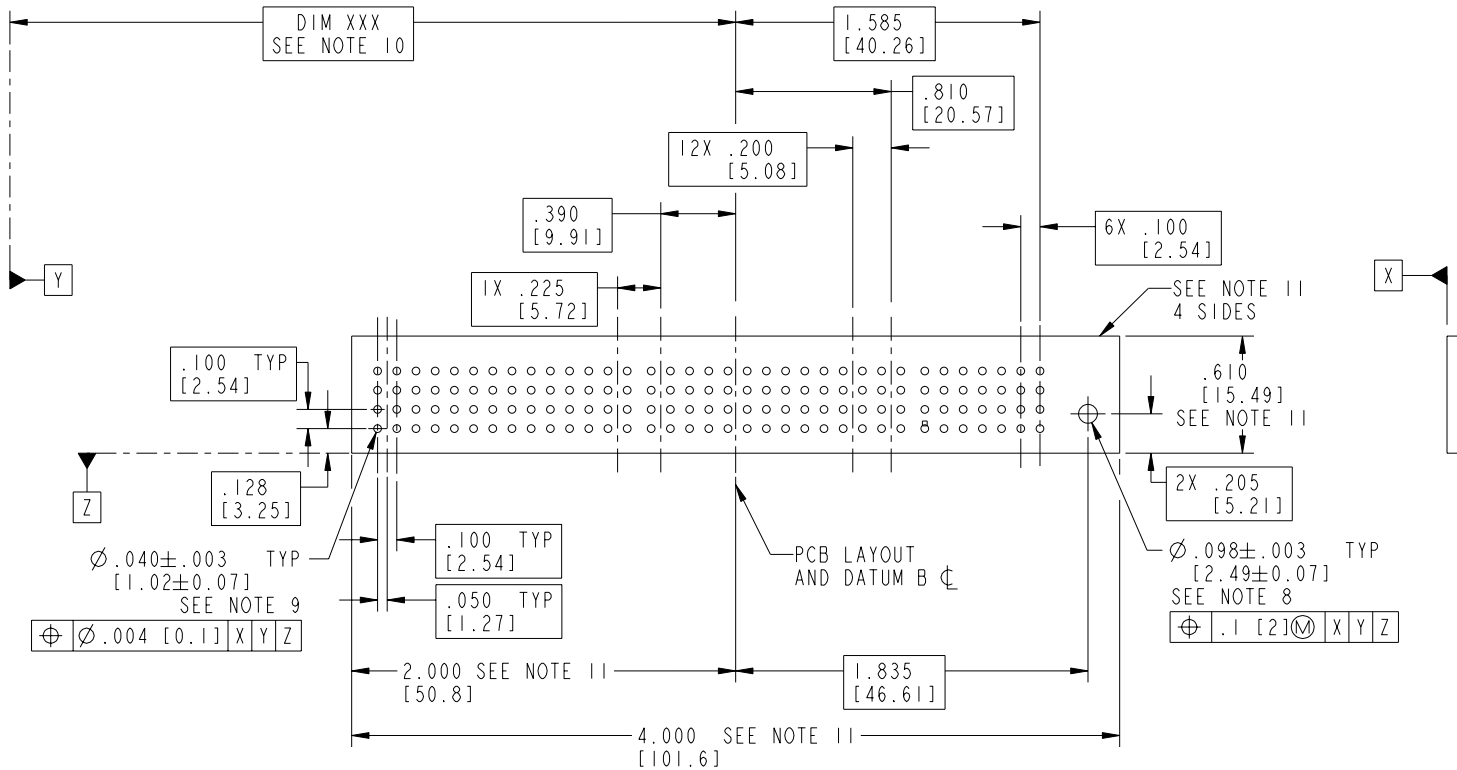 DIM XXX
SEE NOTE 10
1.585
[40.26]
.810
[20.57]
12X .200
[5.08]
.390
[9.91]
6X .100
[2.54]
Y
X
1X .225
[5.72]
SEE NOTE 11
4 SIDES
.100 TYP
[2.54]
.610
[15.49]
SEE NOTE 11
.128
[3.25]
Z
2X .205
[5.21]
.100 TYP
[2.54]
PCB LAYOUT
AND DATUM B ℄
Ø.040±.003 TYP
[1.02±0.07]
SEE NOTE 9
⌖ Ø.004 [0.1] X Y Z
.050 TYP
[1.27]
Ø.098±.003 TYP
[2.49±0.07]
SEE NOTE 8
⌖ .1 [2]Ⓜ X Y Z
2.000 SEE NOTE 11
[50.8]
1.835
[46.61]
4.000 SEE NOTE 11
[101.6]